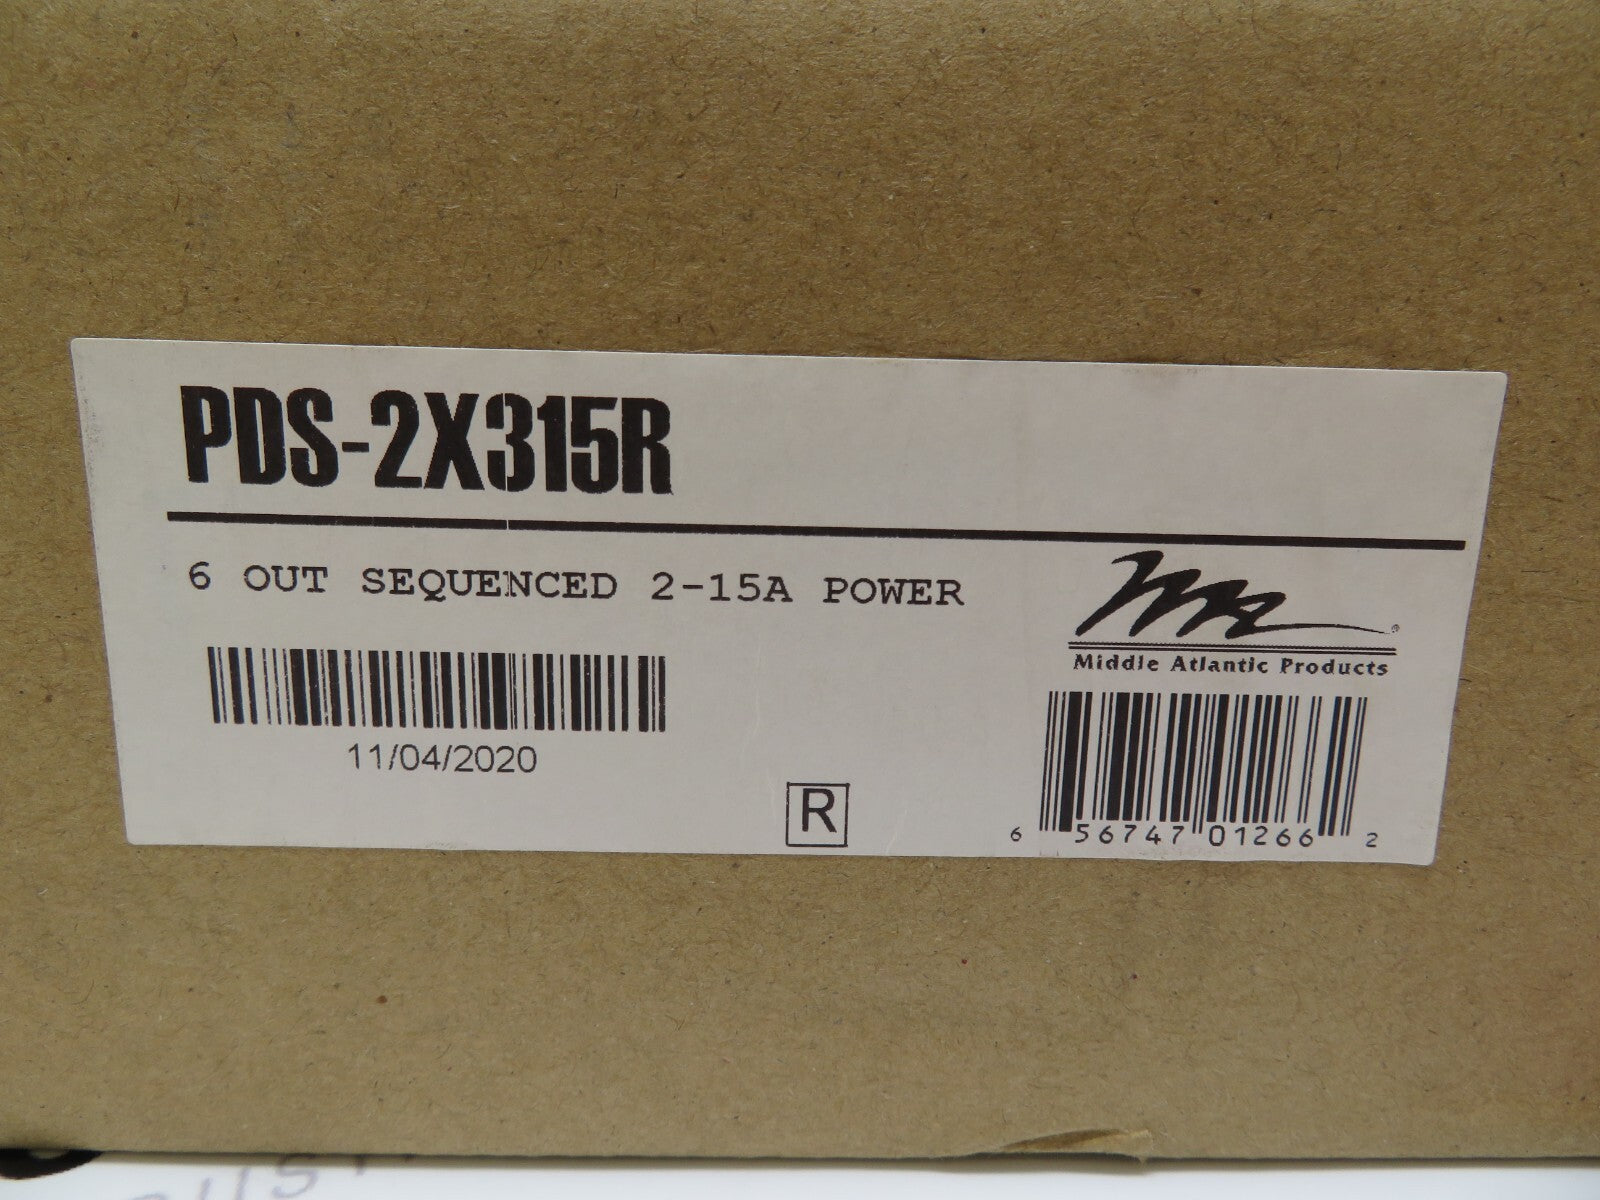 PDS-2X315R
6 OUT SEQUENCED 2-15A POWER
Middle Atlantic Products
11/04/2020
R
6 56747 01266 2